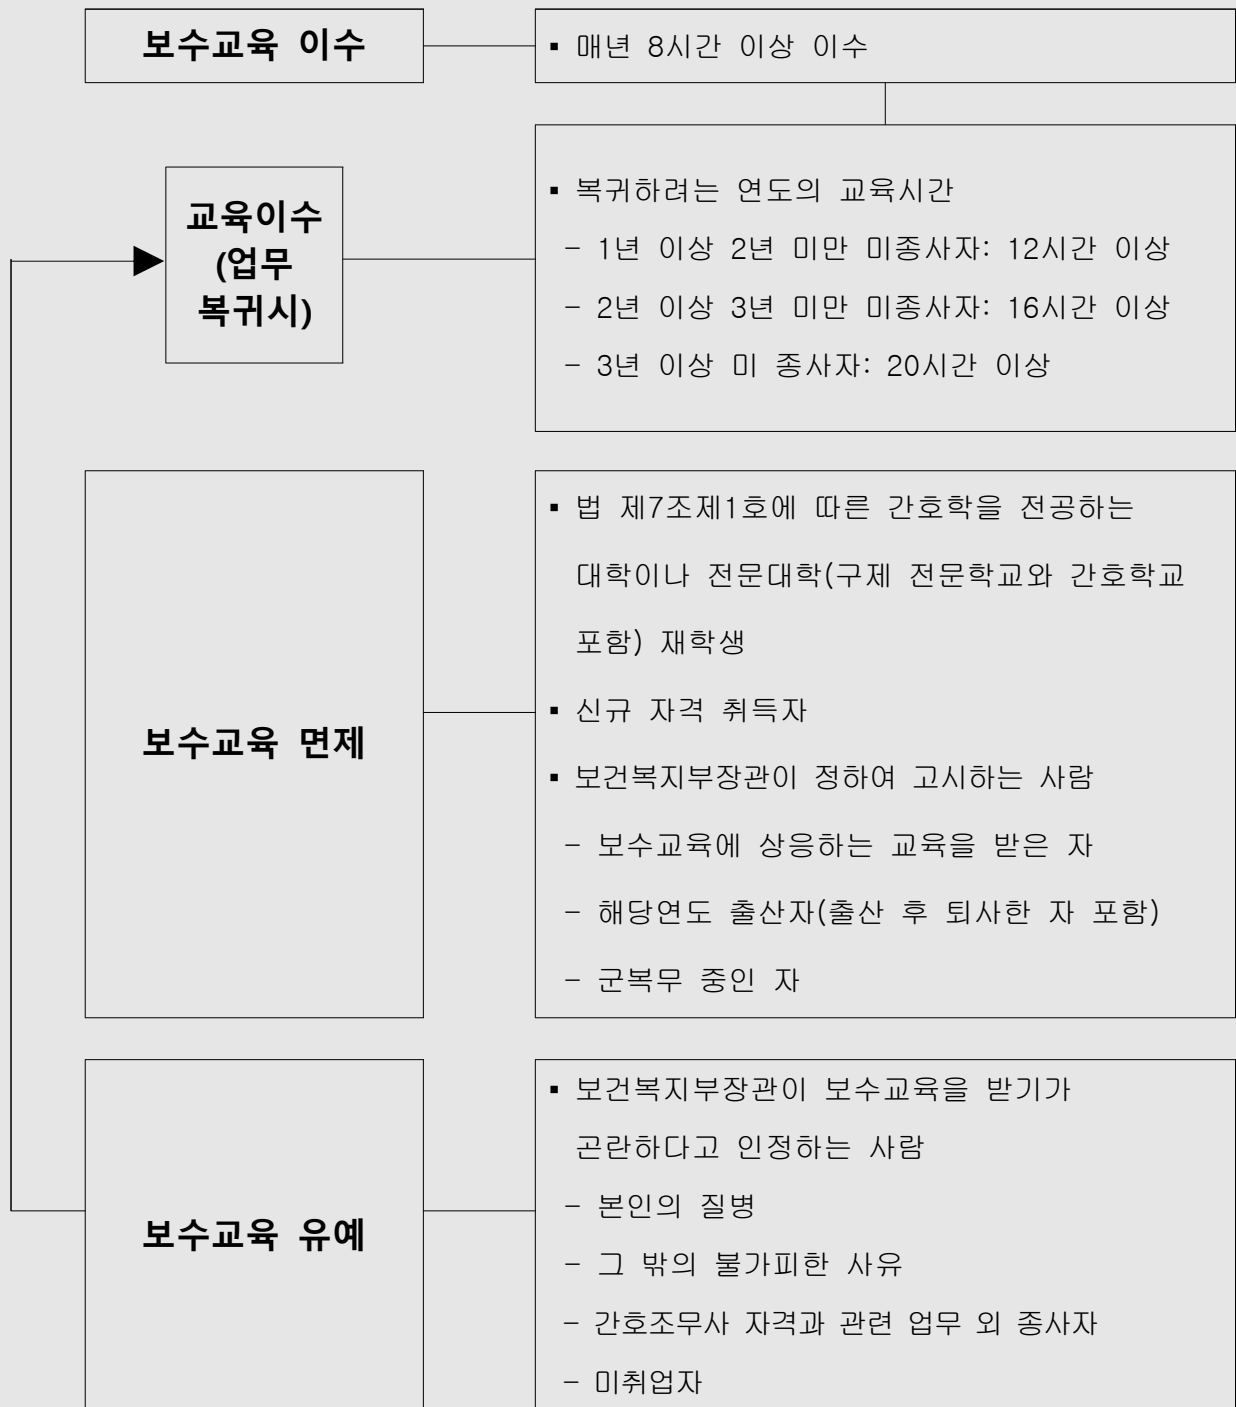 보수교육 이수
▪ 매년 8시간 이상 이수
교육이수
(업무
복귀시)
▪ 복귀하려는 연도의 교육시간
- 1년 이상 2년 미만 미종사자: 12시간 이상
- 2년 이상 3년 미만 미종사자: 16시간 이상
- 3년 이상 미 종사자: 20시간 이상
보수교육 면제
▪ 법 제7조제1호에 따른 간호학을 전공하는
대학이나 전문대학(구제 전문학교와 간호학교
포함) 재학생
▪ 신규 자격 취득자
▪ 보건복지부장관이 정하여 고시하는 사람
- 보수교육에 상응하는 교육을 받은 자
- 해당연도 출산자(출산 후 퇴사한 자 포함)
- 군복무 중인 자
보수교육 유예
▪ 보건복지부장관이 보수교육을 받기가
곤란하다고 인정하는 사람
- 본인의 질병
- 그 밖의 불가피한 사유
- 간호조무사 자격과 관련 업무 외 종사자
- 미취업자